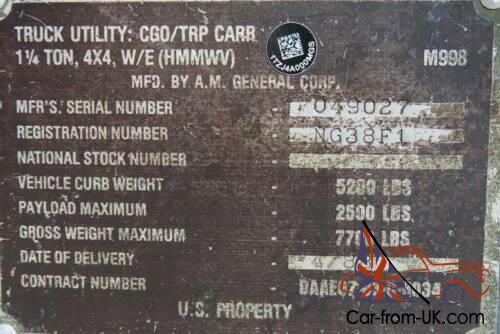 TRUCK UTILITY: CGO/TRP CARR
1¼ TON, 4X4, W/E (HMMWV)
M998
1TZJ4A000MGS
MFD. BY A.M. GENERAL CORP.
MFR'S. SERIAL NUMBER - 049027
REGISTRATION NUMBER - NG38F1
NATIONAL STOCK NUMBER -
VEHICLE CURB WEIGHT - 5200 LBS
PAYLOAD MAXIMUM - 2500 LBS
GROSS WEIGHT MAXIMUM - LBS
DATE OF DELIVERY -
CONTRACT NUMBER -
U.S. PROPERTY
Car-from-UK.com